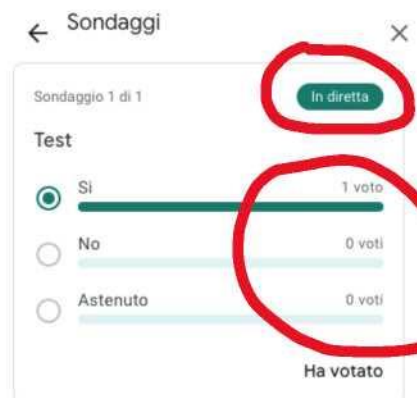 Sondaggi
Sondaggio 1 di 1
In diretta
Test
Sì
1 voto
No
0 voti
Astenuto
0 voti
Ha votato